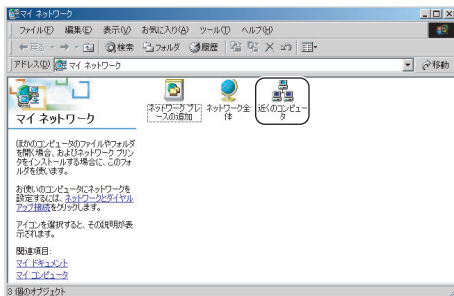 マイ ネットワーク
ファイル(F) 編集(E) 表示(V) お気に入り(A) ツール(T) ヘルプ(H)
戻る 検索 フォルダ 履歴
アドレス(D) マイ ネットワーク 移動
マイ ネットワーク
ほかのコンピュータのファイルやフォルダ
を開く場合、およびネットワーク プリン
タをインストールする場合に、このフォ
ルダを使います。
お使いのコンピュータにネットワークを
設定するには、ネットワークとダイヤル
アップ接続をクリックします。
アイコンを選択すると、その説明が表
示されます。
関連項目:
マイ ドキュメント
マイ コンピュータ
ネットワーク プレ
ースの追加
ネットワーク全
体
近くのコンピュー
タ
3 個のオブジェクト